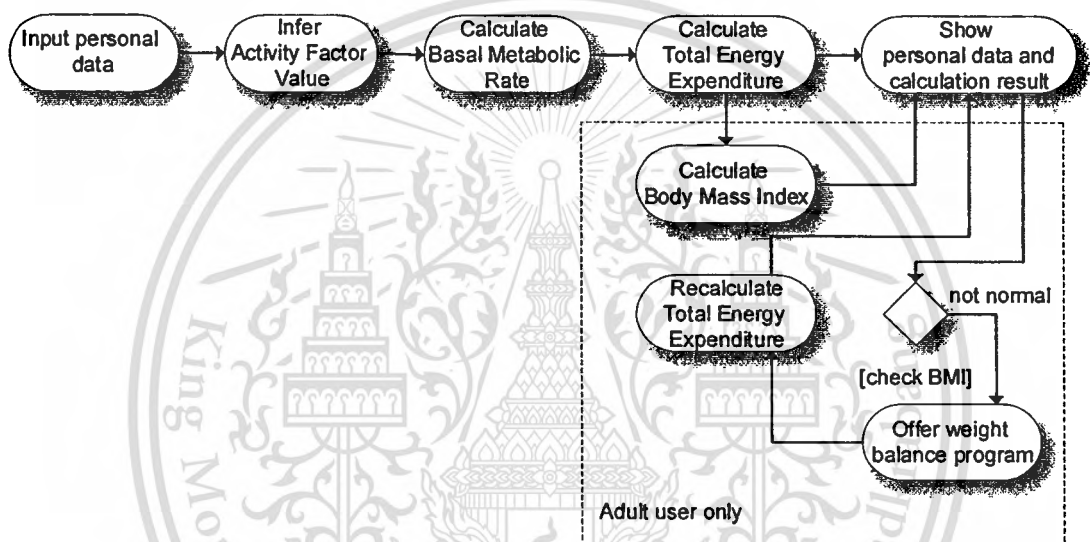 Input personal
data
Infer
Activity Factor
Value
Calculate
Basal Metabolic
Rate
Calculate
Total Energy
Expenditure
Show
personal data and
calculation result
Calculate
Body Mass Index
Recalculate
Total Energy
Expenditure
not normal
[check BMI]
Offer weight
balance program
Adult user only
King Mo